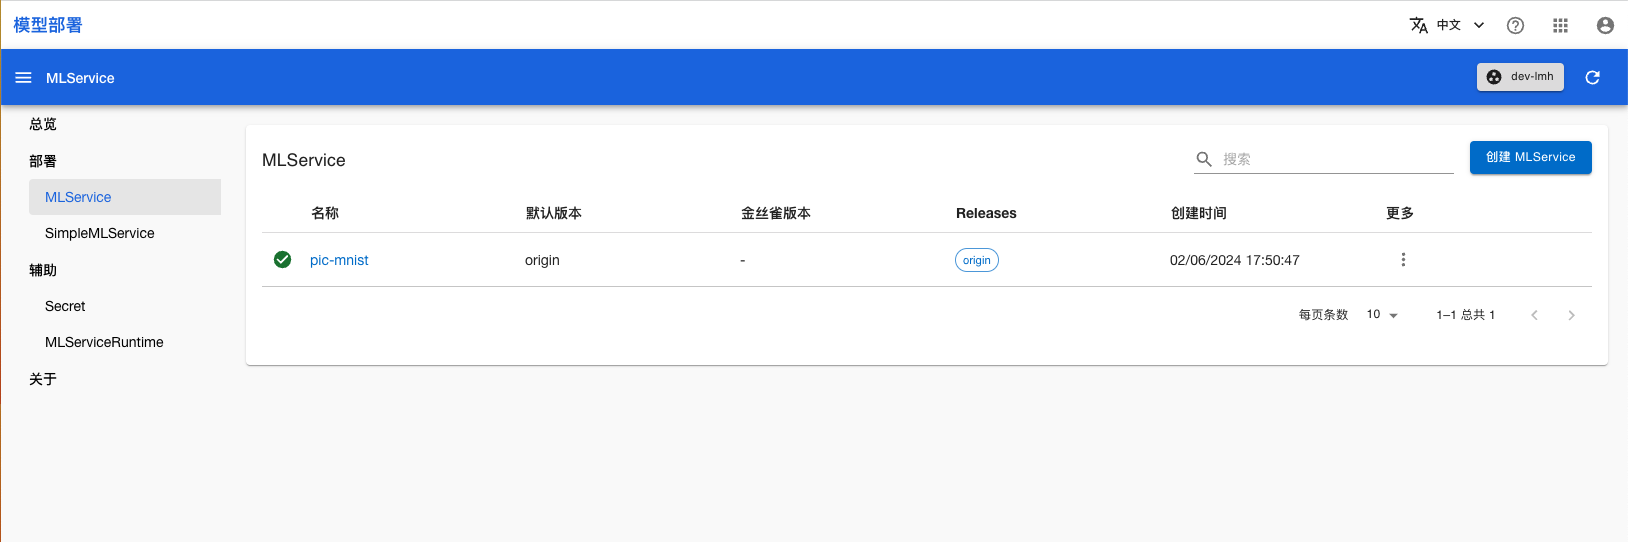 模型部署
中文
MLService
dev-lmh
总览
部署
MLService
SimpleMLService
辅助
Secret
MLServiceRuntime
关于
MLService
搜索
创建 MLService
名称 默认版本 金丝雀版本 Releases 创建时间 更多
pic-mnist origin - origin 02/06/2024 17:50:47
每页条数 10 1–1 总共 1